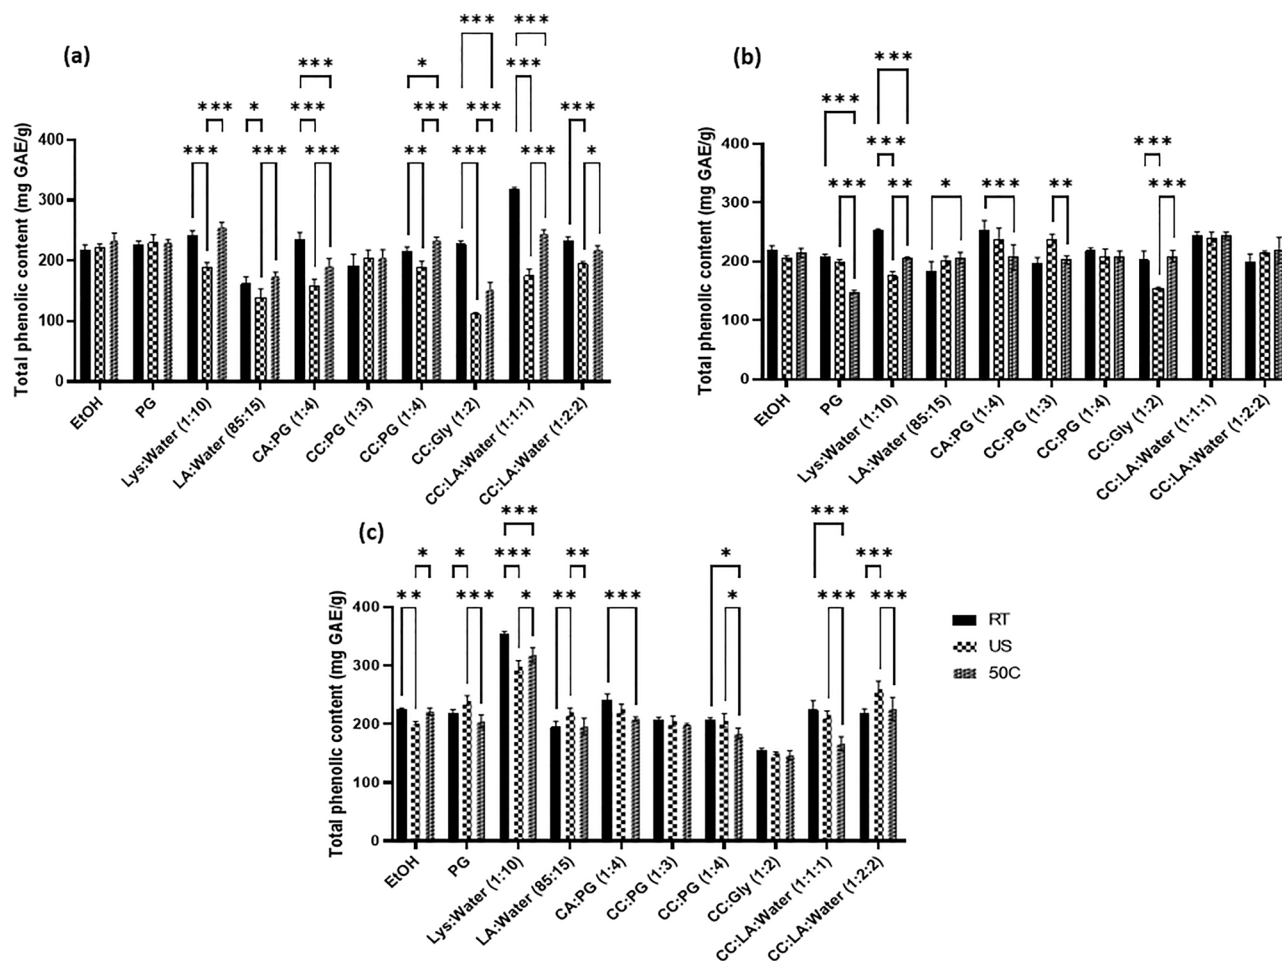 (a)
*** ***
* *** * *** ***
*** * *** *** *** ***
*** *** *** ** *** *** *
Total phenolic content (mg GAE/g)
400
300
200
100
0
EtOH
PG
Lys:Water (1:10)
LA:Water (85:15)
CA:PG (1:4)
CC:PG (1:3)
CC:PG (1:4)
CC:Gly (1:2)
CC:LA:Water (1:1:1)
CC:LA:Water (1:2:2)
(b)
***
***
*** ***
*** ** * *** ** ***
Total phenolic content (mg GAE/g)
400
300
200
100
0
EtOH
PG
Lys:Water (1:10)
LA:Water (85:15)
CA:PG (1:4)
CC:PG (1:3)
CC:PG (1:4)
CC:Gly (1:2)
CC:LA:Water (1:1:1)
CC:LA:Water (1:2:2)
(c)
*** ***
* * *** ** * ***
** *** * ** *** * *** ***
Total phenolic content (mg GAE/g)
400
300
200
100
0
EtOH
PG
Lys:Water (1:10)
LA:Water (85:15)
CA:PG (1:4)
CC:PG (1:3)
CC:PG (1:4)
CC:Gly (1:2)
CC:LA:Water (1:1:1)
CC:LA:Water (1:2:2)
RT
US
50C